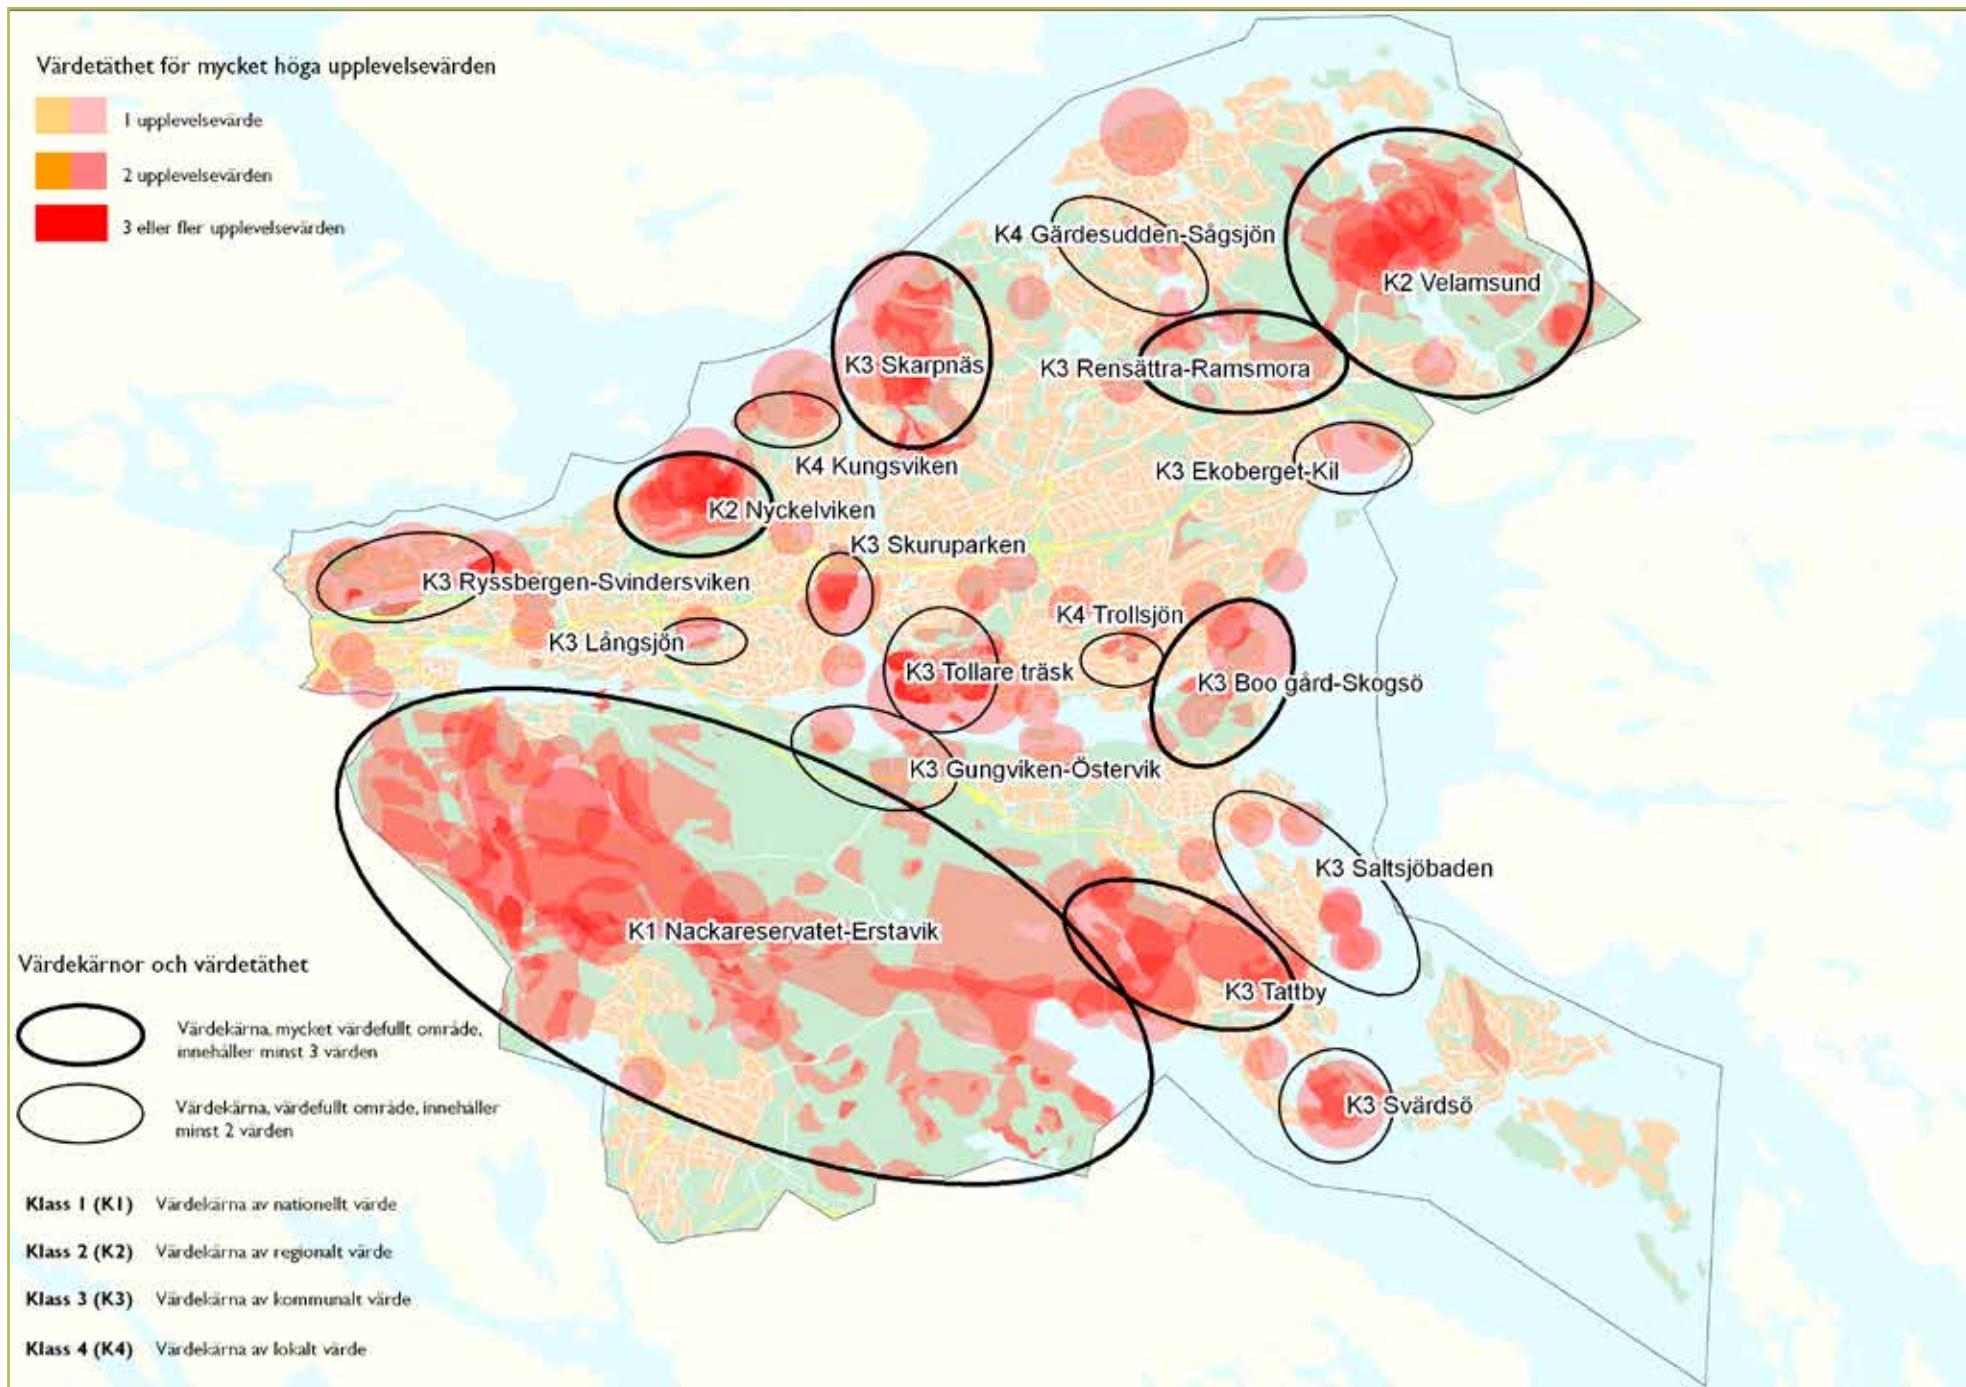 Värdetäthet för mycket höga upplevelsevärden
1 upplevelsevärde
2 upplevelsevärden
3 eller fler upplevelsevärden
K4 Gärdesudden-Sågsjön
K2 Velamsund
K3 Skarpnäs
K3 Rensättra-Ramsmora
K4 Kungsviken
K3 Ekoberget-Kil
K2 Nyckelviken
K3 Skuruparken
K3 Ryssbergen-Svindersviken
K4 Trollsjön
K3 Långsjön
K3 Tollare träsk
K3 Boo gård-Skogsö
K3 Gungviken-Östervik
K3 Saltsjöbaden
K1 Nackareservatet-Erstavik
K3 Tattby
K3 Svärdsö
Värdekärnor och värdetäthet
Värdekärna, mycket värdefullt område,
innehåller minst 3 värden
Värdekärna, värdefullt område, innehåller
minst 2 värden
Klass 1 (K1) Värdekärna av nationellt värde
Klass 2 (K2) Värdekärna av regionalt värde
Klass 3 (K3) Värdekärna av kommunalt värde
Klass 4 (K4) Värdekärna av lokalt värde